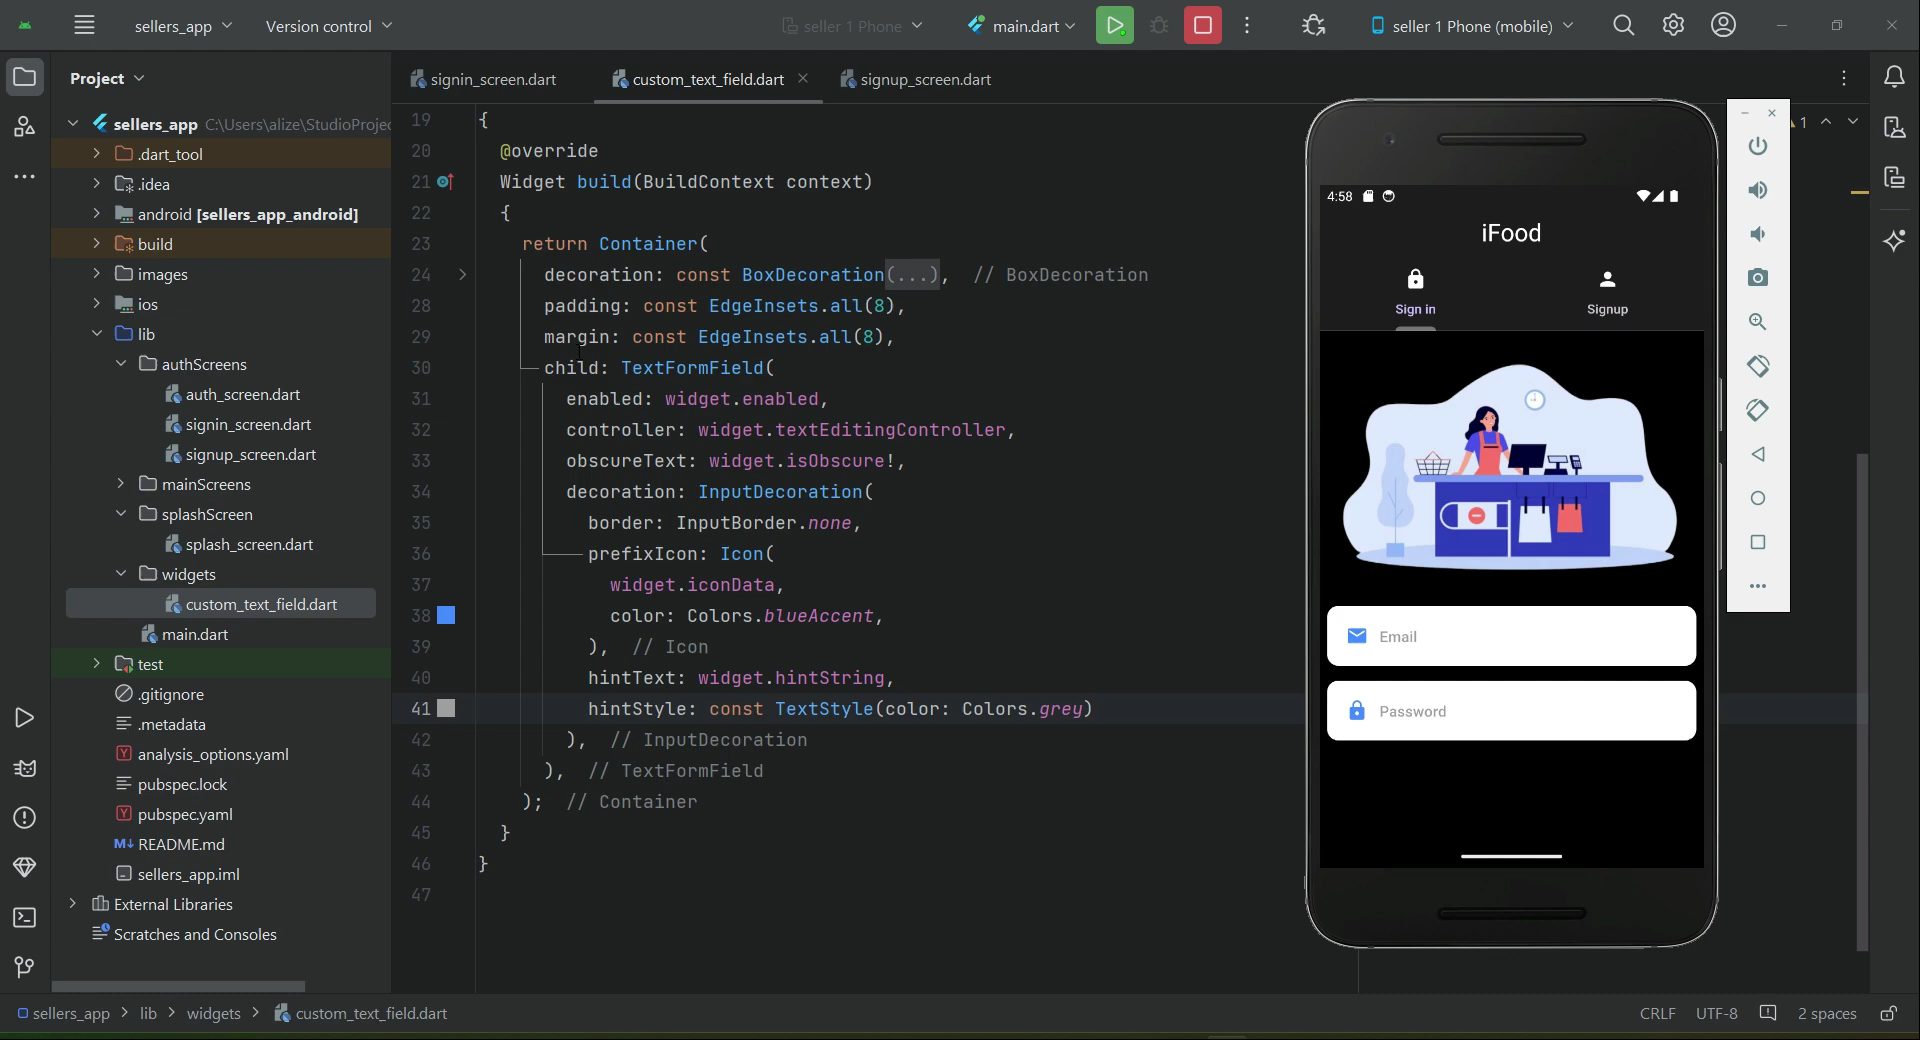 sellers_app
Version control
seller 1 Phone
main.dart
seller 1 Phone (mobile)
Project
signin_screen.dart
custom_text_field.dart
signup_screen.dart
sellers_app C:\Users\alize\StudioProjec
.dart_tool
.idea
android [sellers_app_android]
build
images
ios
lib
authScreens
auth_screen.dart
signin_screen.dart
signup_screen.dart
mainScreens
splashScreen
splash_screen.dart
widgets
custom_text_field.dart
main.dart
test
.gitignore
.metadata
analysis_options.yaml
pubspec.lock
pubspec.yaml
README.md
sellers_app.iml
External Libraries
Scratches and Consoles
19 {
20 @override
21 Widget build(BuildContext context)
22 {
23 return Container(
24 decoration: const BoxDecoration(...), // BoxDecoration
28 padding: const EdgeInsets.all(8),
29 margin: const EdgeInsets.all(8),
30 child: TextFormField(
31 enabled: widget.enabled,
32 controller: widget.textEditingController,
33 obscureText: widget.isObscure!,
34 decoration: InputDecoration(
35 border: InputBorder.none,
36 prefixIcon: Icon(
37 widget.iconData,
38 color: Colors.blueAccent,
39 ), // Icon
40 hintText: widget.hintString,
41 hintStyle: const TextStyle(color: Colors.grey)
42 ), // InputDecoration
43 ), // TextFormField
44 ); // Container
45 }
46 }
47
1
4:58
iFood
Sign in
Signup
Email
Password
sellers_app > lib > widgets > custom_text_field.dart
CRLF
UTF-8
2 spaces